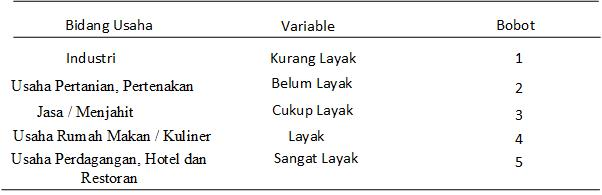 Bidang Usaha Variable Bobot
Industri Kurang Layak 1
Usaha Pertanian, Pertenakan Belum Layak 2
Jasa / Menjahit Cukup Layak 3
Usaha Rumah Makan / Kuliner Layak 4
Usaha Perdagangan, Hotel dan Sangat Layak 5
Restoran